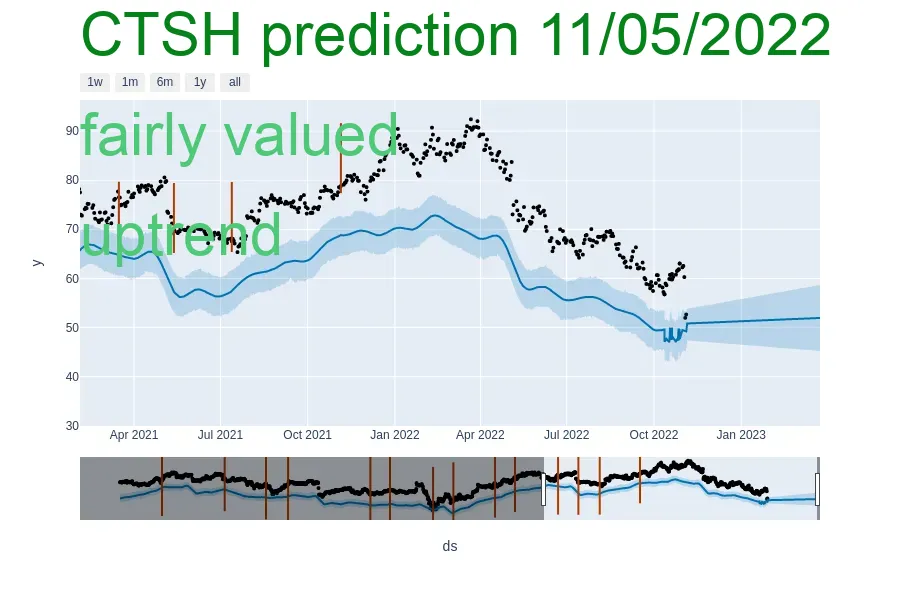 CTSH prediction 11/05/2022
1w 1m 6m 1y all
fairly valued
uptrend
90
80
70
60
50
40
30
y
Apr 2021 Jul 2021 Oct 2021 Jan 2022 Apr 2022 Jul 2022 Oct 2022 Jan 2023
ds